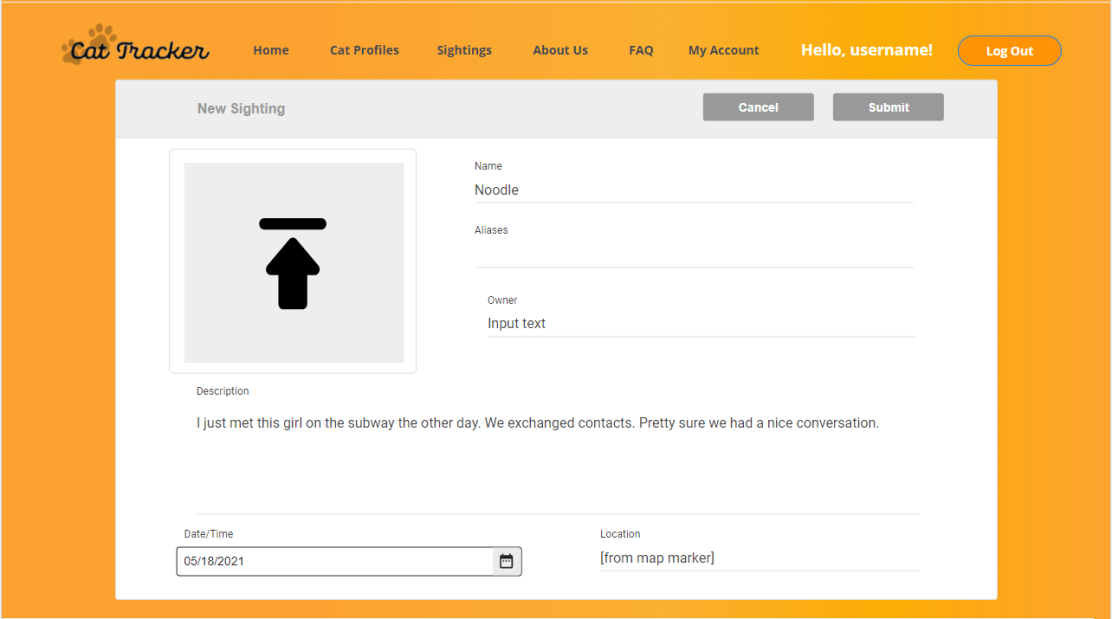 Cat Tracker Home Cat Profiles Sightings About Us FAQ My Account Hello, username! Log Out
New Sighting Cancel Submit
Name
Noodle
Aliases
Owner
Input text
Description
I just met this girl on the subway the other day. We exchanged contacts. Pretty sure we had a nice conversation.
Date/Time Location
05/18/2021 [from map marker]